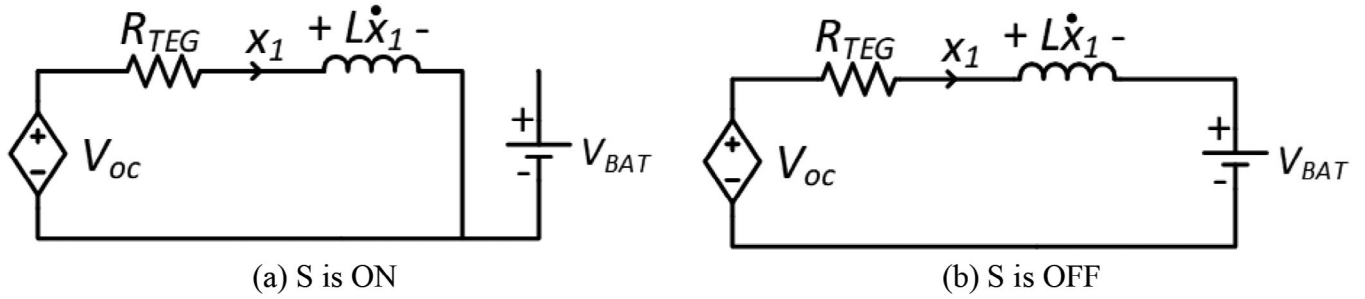 R_TEG x_1 + Lẋ_1 -
+
-
V_oc
+
-
V_BAT
(a) S is ON
R_TEG x_1 + Lẋ_1 -
+
-
V_oc
+
-
V_BAT
(b) S is OFF